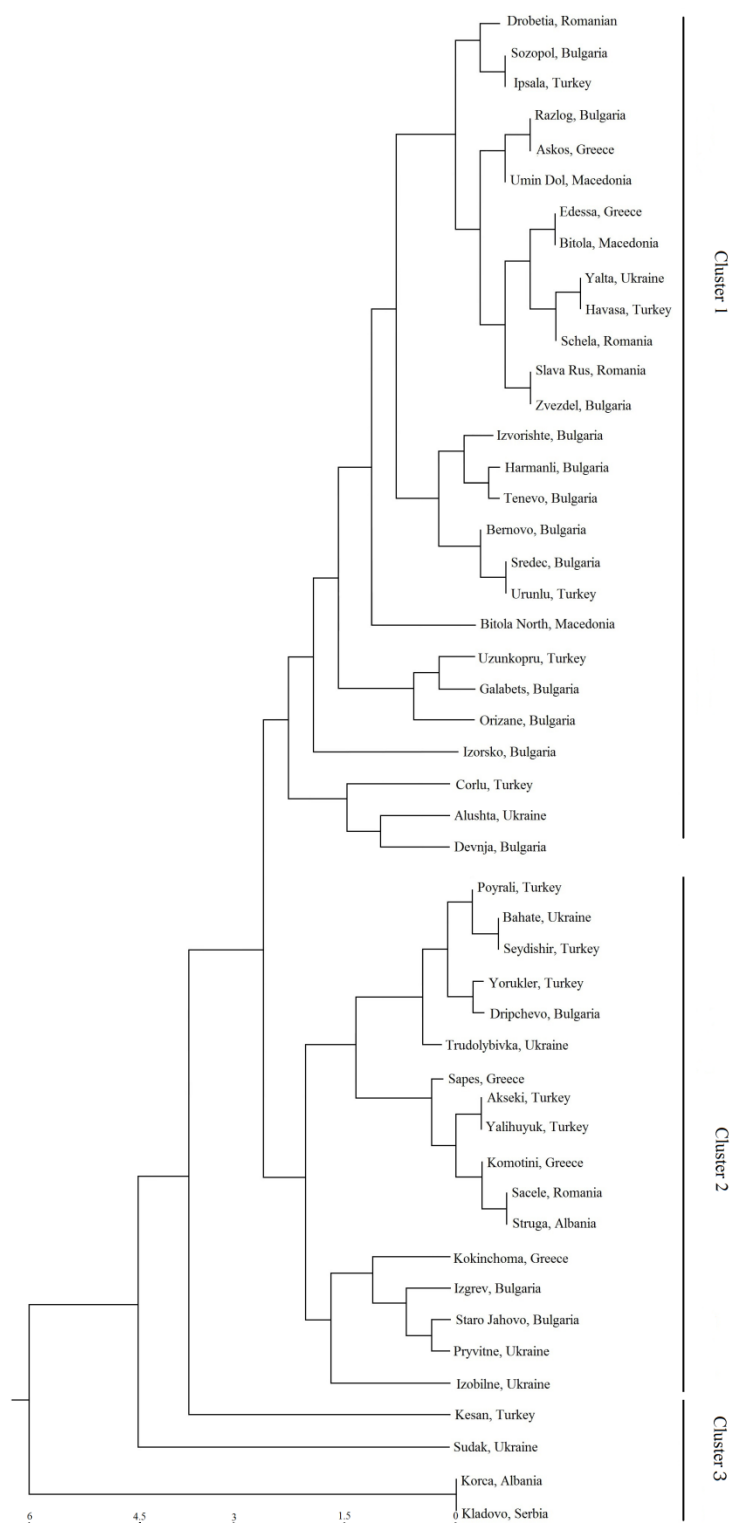 Drobetia, Romanian
Sozopol, Bulgaria
Ipsala, Turkey
Razlog, Bulgaria
Askos, Greece
Umin Dol, Macedonia
Edessa, Greece
Bitola, Macedonia
Yalta, Ukraine
Havasa, Turkey
Schela, Romania
Slava Rus, Romania
Zvezdel, Bulgaria
Izvorishte, Bulgaria
Harmanli, Bulgaria
Tenevo, Bulgaria
Bernovo, Bulgaria
Sredec, Bulgaria
Urunlu, Turkey
Bitola North, Macedonia
Uzunkopru, Turkey
Galabets, Bulgaria
Orizane, Bulgaria
Izorsko, Bulgaria
Corlu, Turkey
Alushta, Ukraine
Devnja, Bulgaria
Cluster 1
Poyrali, Turkey
Bahate, Ukraine
Seydishir, Turkey
Yorukler, Turkey
Dripchevo, Bulgaria
Trudolybivka, Ukraine
Sapes, Greece
Akseki, Turkey
Yalihuyuk, Turkey
Komotini, Greece
Sacele, Romania
Struga, Albania
Kokinchoma, Greece
Izgrev, Bulgaria
Staro Jahovo, Bulgaria
Pryvitne, Ukraine
Izobilne, Ukraine
Cluster 2
Kesan, Turkey
Sudak, Ukraine
Korca, Albania
Kladovo, Serbia
Cluster 3
6 4.5 3 1.5 0